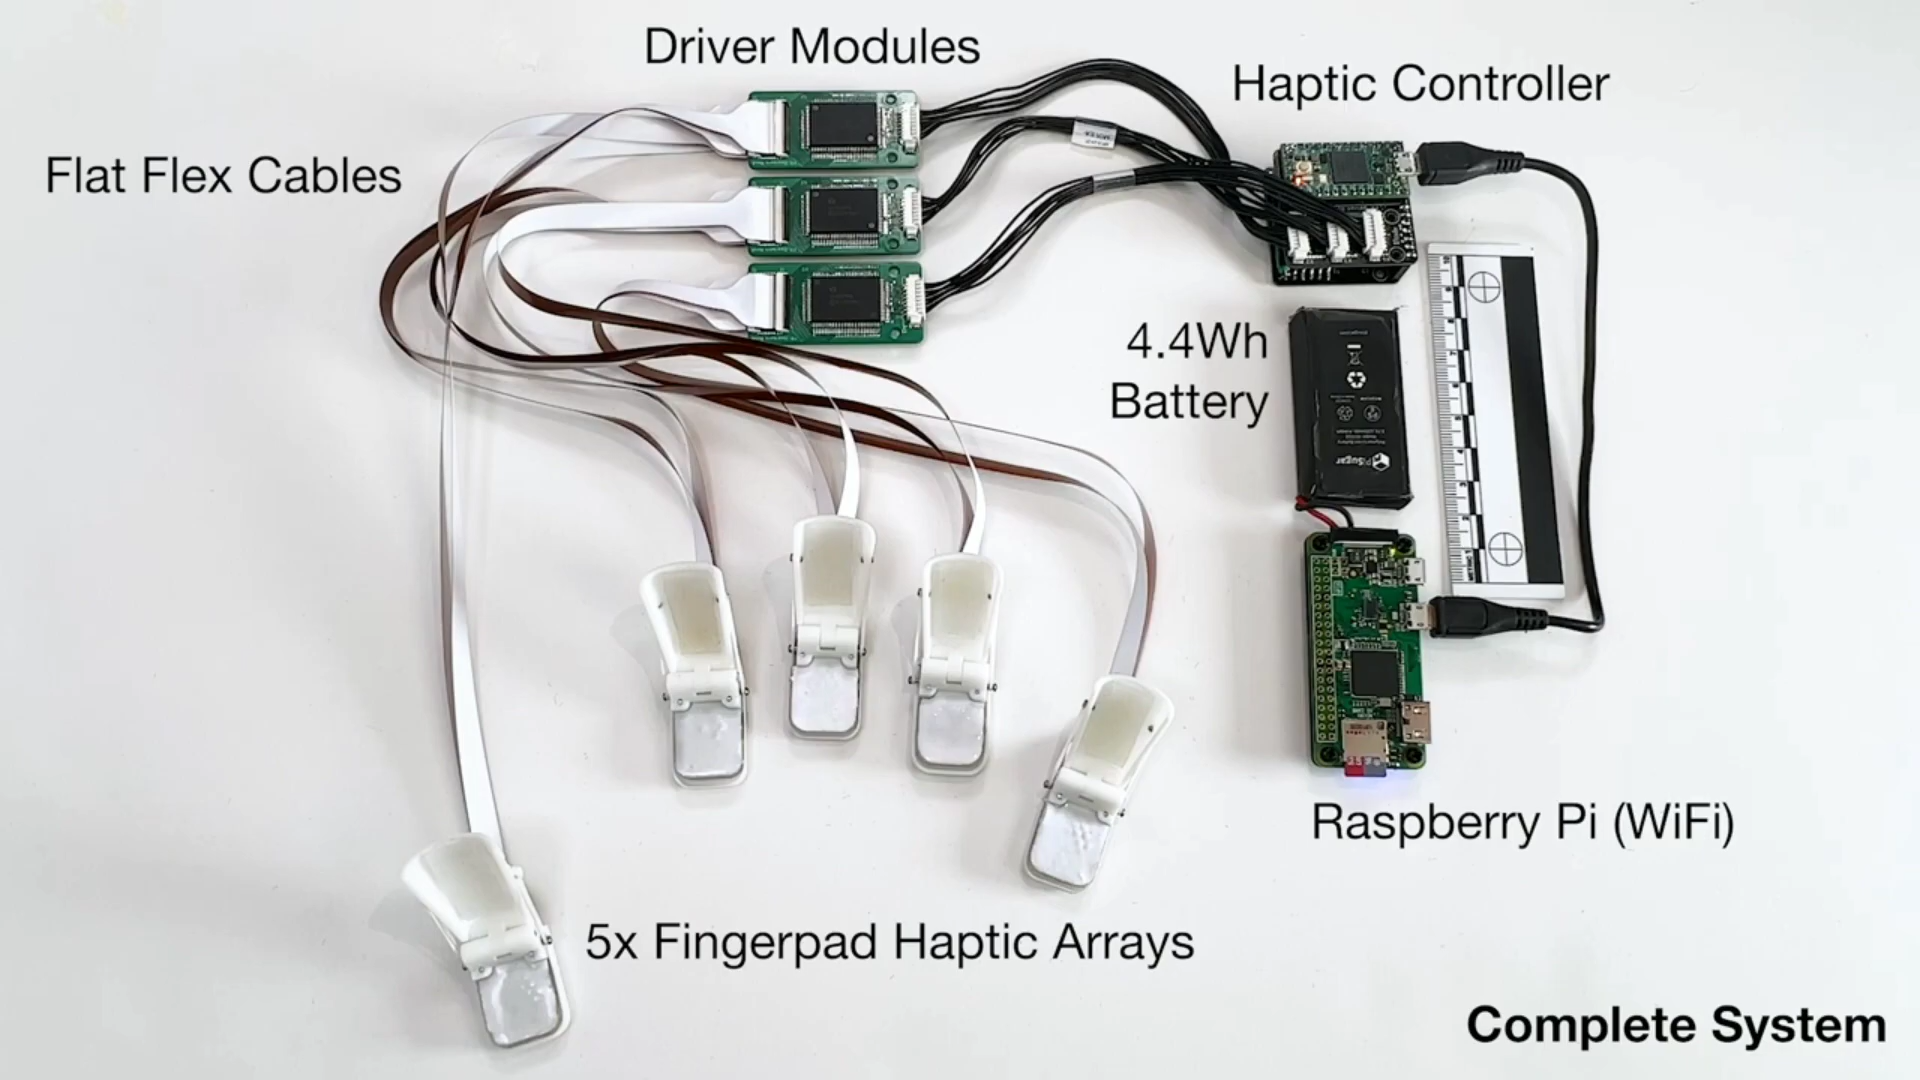 Driver Modules
Haptic Controller
Flat Flex Cables
4.4Wh
Battery
PiSugar
Raspberry Pi (WiFi)
5x Fingerpad Haptic Arrays
Complete System